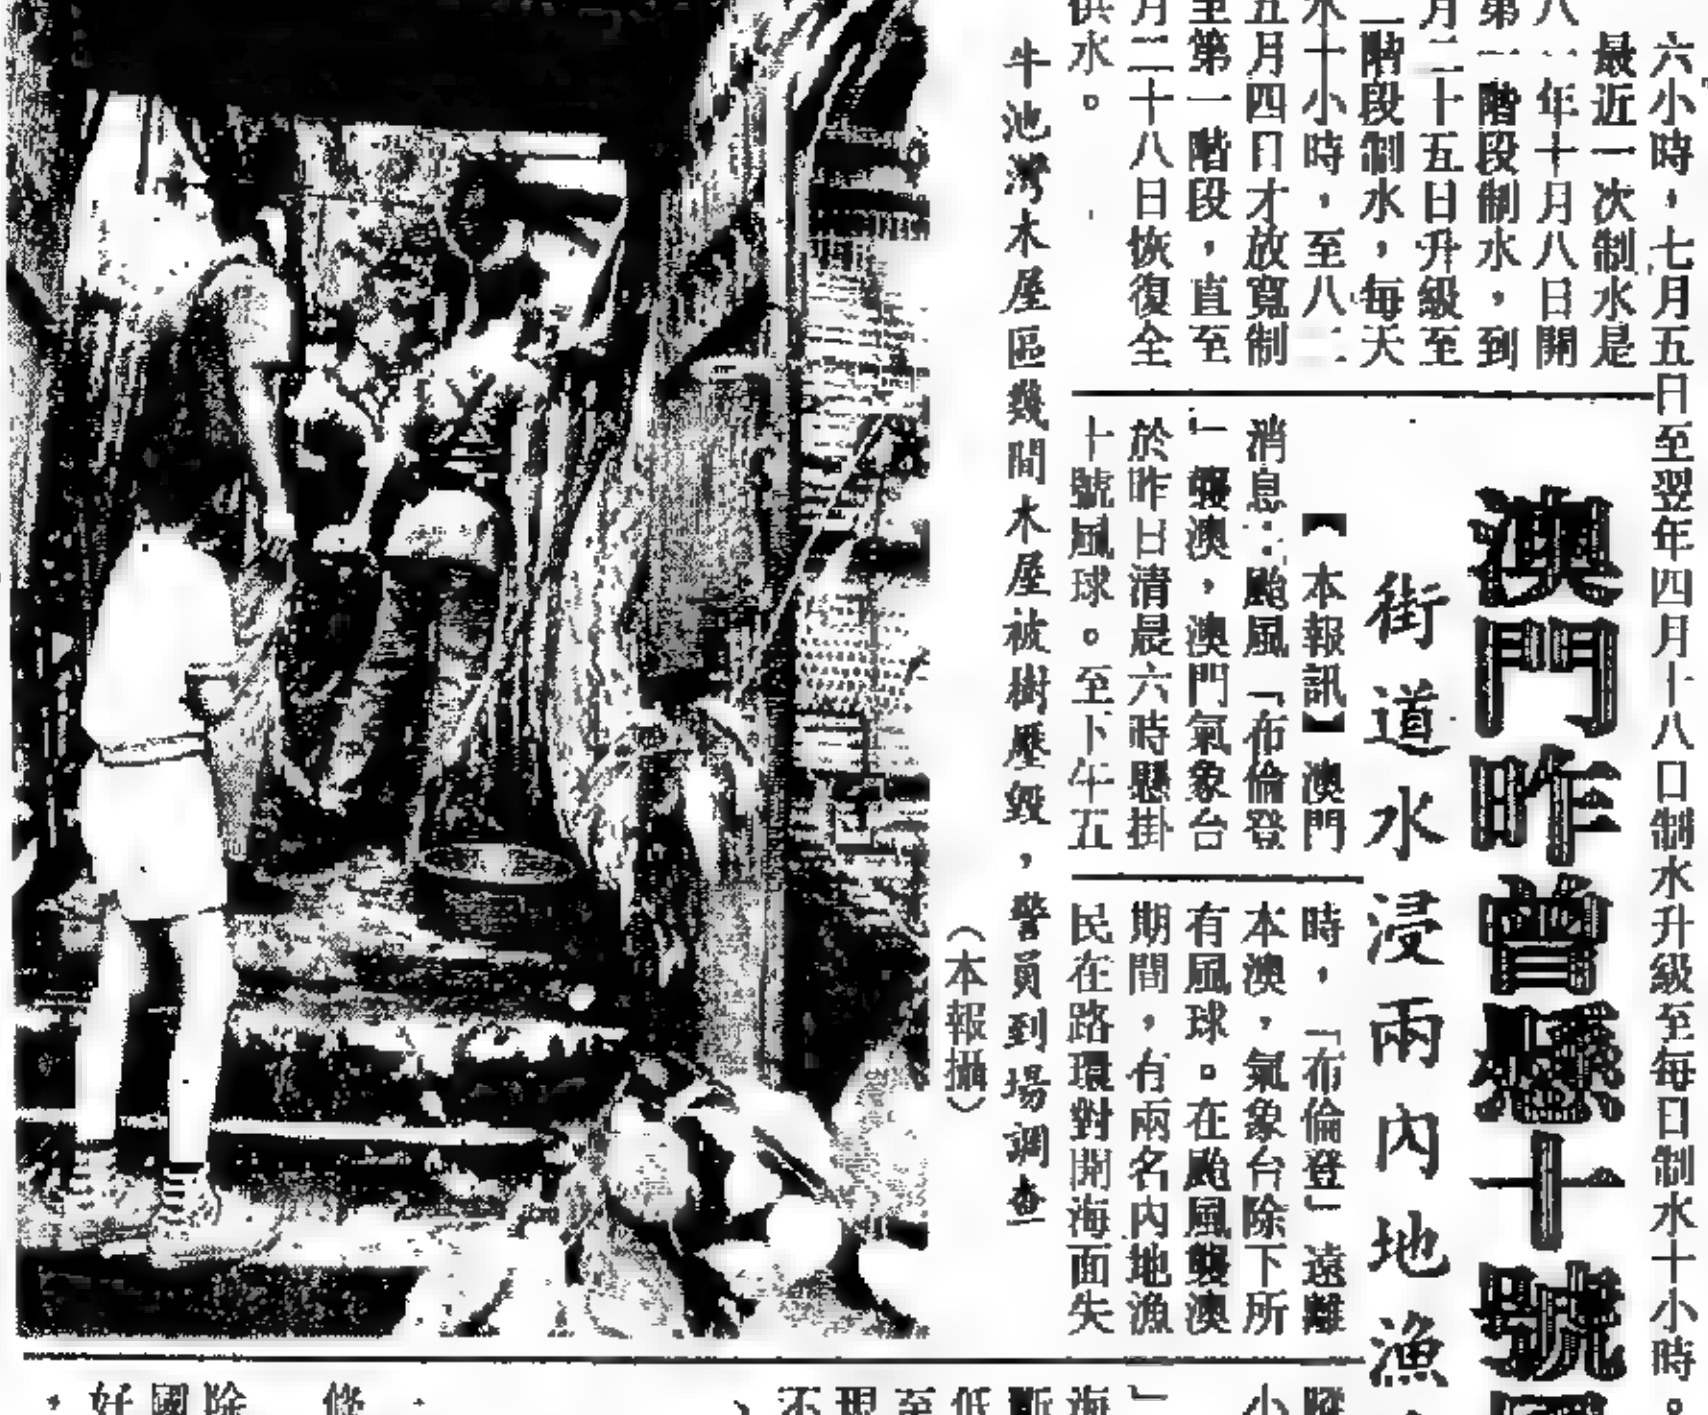 六小時，七月五日至翌年四月十八日制水升級至每日制水十小時。
最近一次制水是
八一年十月八日開
第一階段制水，到
月二十五日升級至
二階段制水，每天
水十小時，至八二
五月四日才放寬制
至第一階段，直至
月二十八日恢復全
供水。
澳門昨曾懸十號
街道水浸兩內地漁
【本報訊】澳門
消息：颱風「布倫登
」襲澳，澳門氣象台
於昨日清晨六時懸掛
十號風球。至下午五
時，「布倫登」遠離
本澳，氣象台除下所
有風球。在颱風襲澳
期間，有兩名內地漁
民在路環對開海面失
牛池灣木屋區幾間木屋被樹壓毀，警員到場調查
（本報攝）
小
」
海
斷
低
至
現
不
條
除
國
好
，